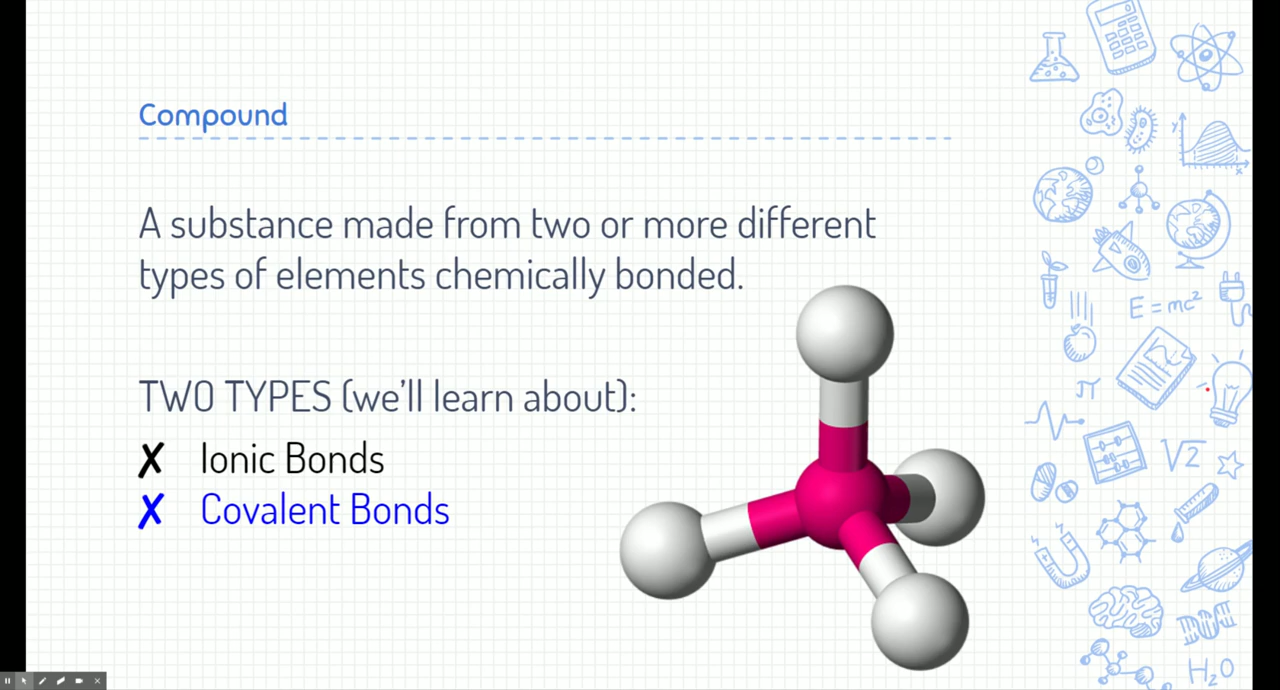 Compound
A substance made from two or more different
types of elements chemically bonded.
TWO TYPES (we'll learn about):
✗ Ionic Bonds
✗ Covalent Bonds
y
x
E = mc²
π
√2
H₂O